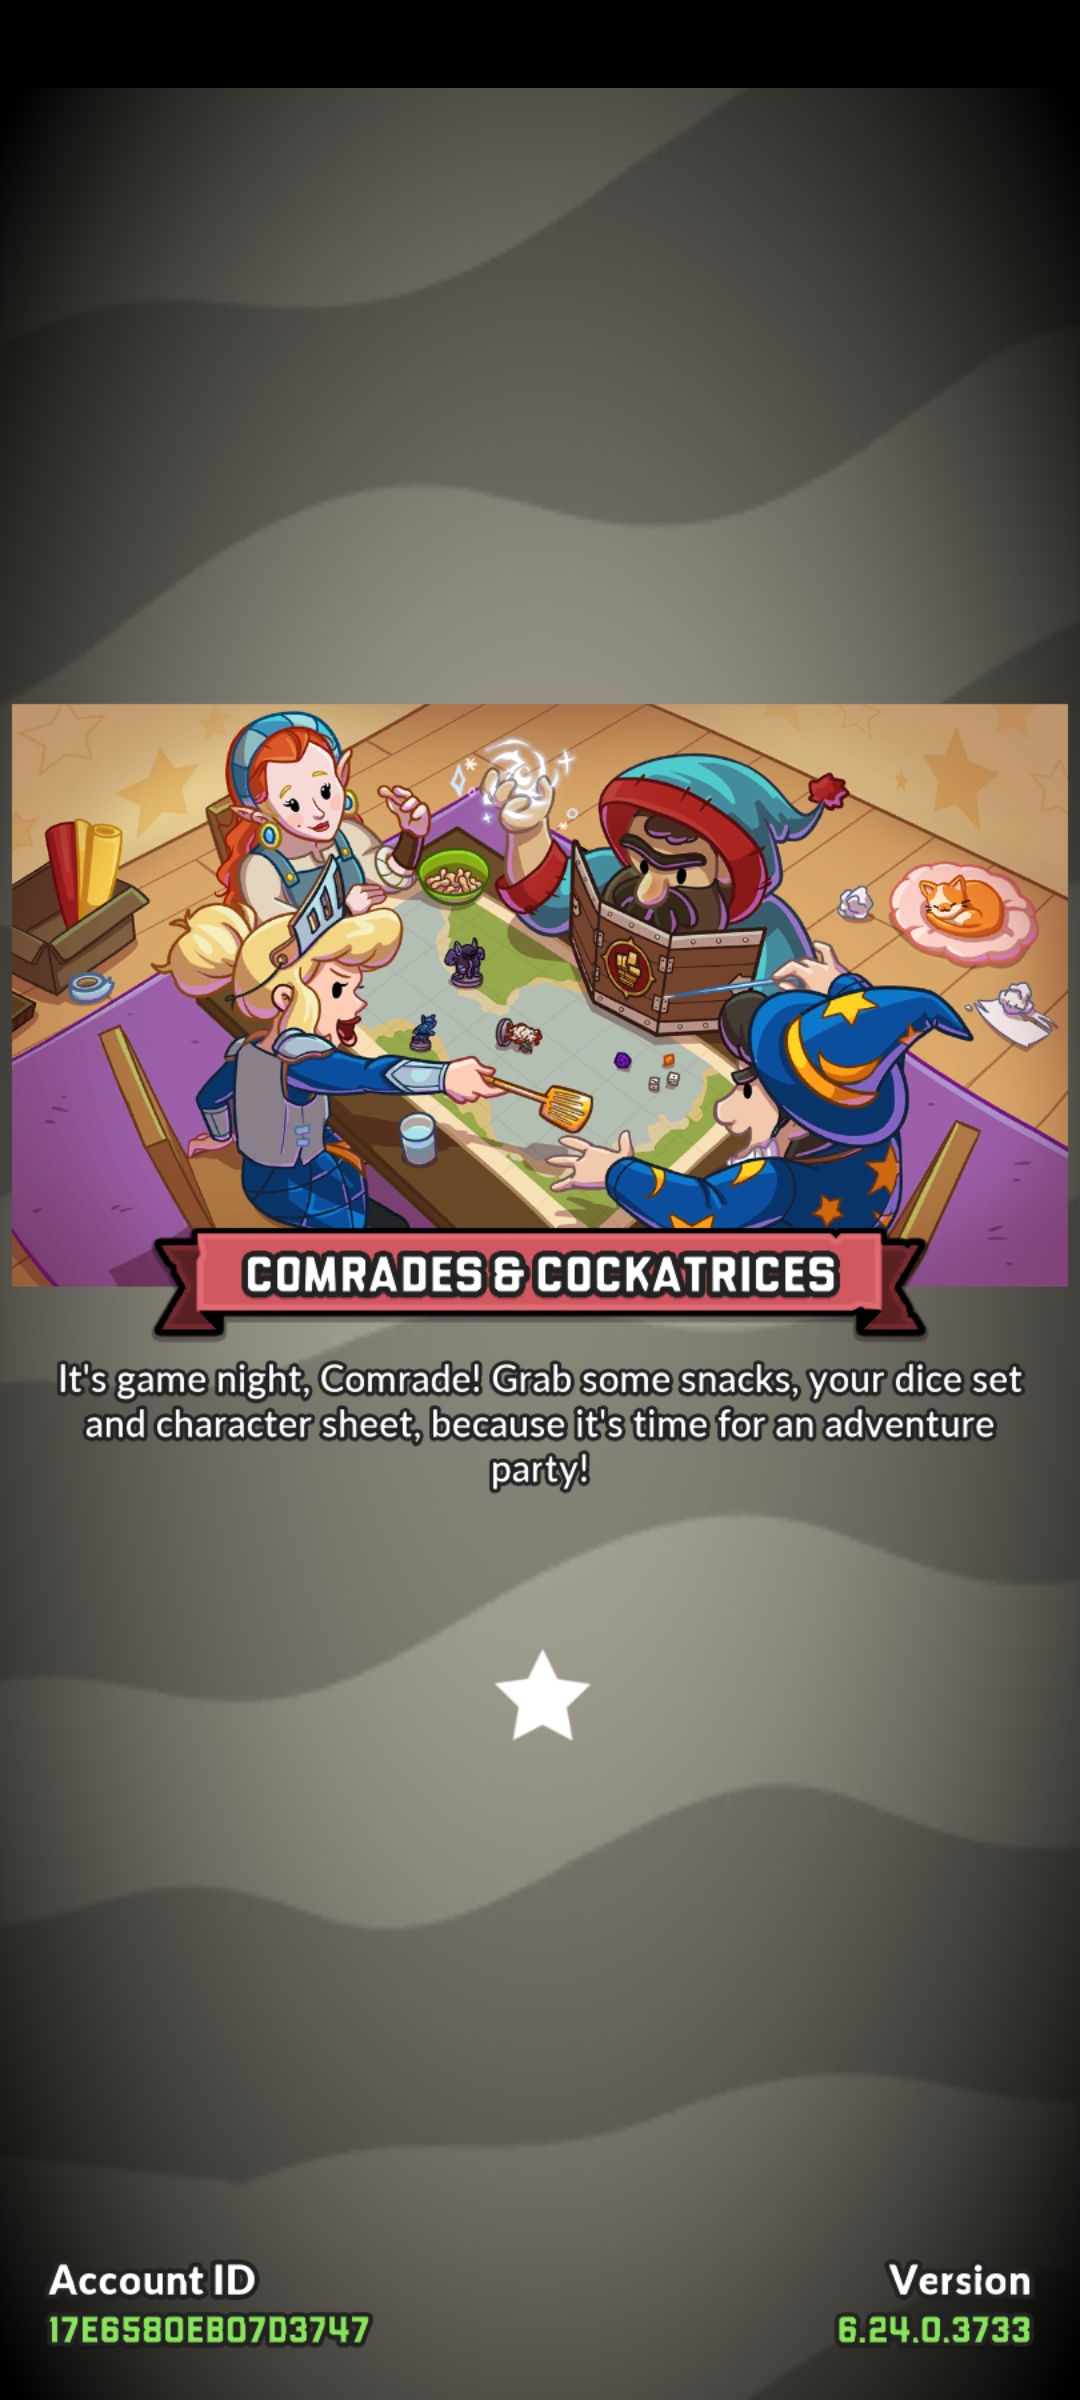 COMRADES & COCKATRICES
It's game night, Comrade! Grab some snacks, your dice set
and character sheet, because it's time for an adventure
party!
Account ID
17E6580EB07D3747
Version
6.24.0.3733